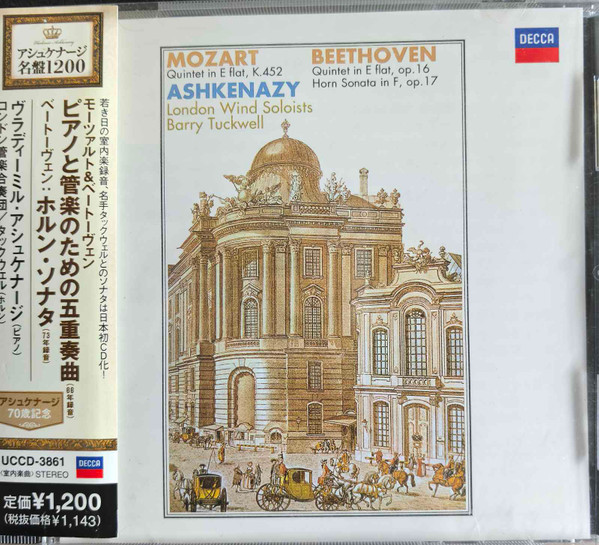 アシュケナージ
名盤1200
若き日の室内楽録音、名手タックウェルとのソナタは日本初CD化!
モーツァルト&ベートーヴェン
ピアノと管楽のための五重奏曲(66年録音)
ベートーヴェン:ホルン・ソナタ(73年録音)
ヴラディーミル・アシュケナージ(ピアノ)
ロンドン管楽合奏団/タックウェル(ホルン)
アシュケナージ
70歳記念
UCCD-3861
DECCA
(室内楽曲) STEREO
定価¥1,200
(税抜価格¥1,143)
MOZART
Quintet in E flat, K.452
BEETHOVEN
Quintet in E flat, op.16
Horn Sonata in F, op.17
ASHKENAZY
London Wind Soloists
Barry Tuckwell
DECCA